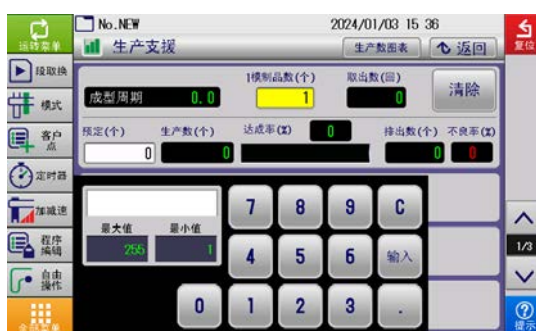 No. NEW 2024/01/03 15 36
运转菜单
生产支援
生产数图表
返回
复位
段取换
模式
客户点
定时器
加减速
程序编辑
自由操作
全部菜单
1模制品数(个) 取出数(回)
成型周期 0.0 1 0 清除
预定(个) 生产数(个) 达成率(%) 0 排出数(个) 不良率(%)
0 0 0 0
最大值 最小值
255 1
7 8 9 C
4 5 6 输入
0 1 2 3 .
1/3
提示